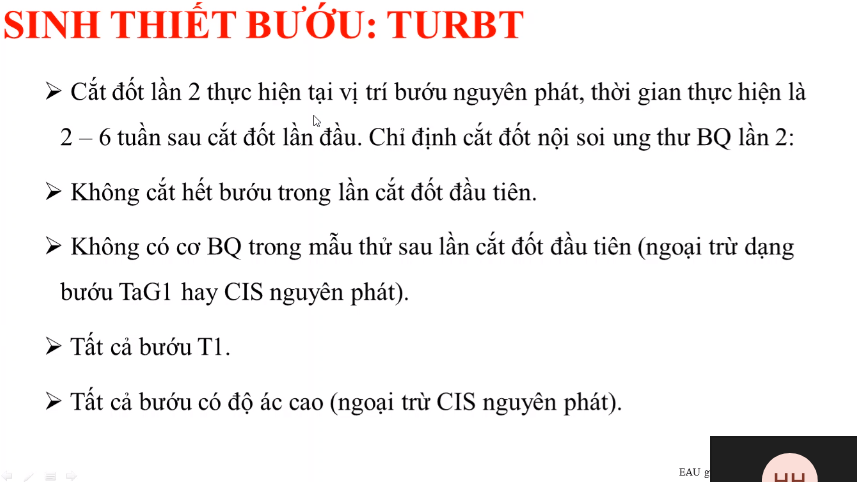 SINH THIẾT BƯỚU: TURBT
➢ Cắt đốt lần 2 thực hiện tại vị trí bướu nguyên phát, thời gian thực hiện là
2 – 6 tuần sau cắt đốt lần đầu. Chỉ định cắt đốt nội soi ung thư BQ lần 2:
➢ Không cắt hết bướu trong lần cắt đốt đầu tiên.
➢ Không có cơ BQ trong mẫu thử sau lần cắt đốt đầu tiên (ngoại trừ dạng
bướu TaG1 hay CIS nguyên phát).
➢ Tất cả bướu T1.
➢ Tất cả bướu có độ ác cao (ngoại trừ CIS nguyên phát).
EAU
HH